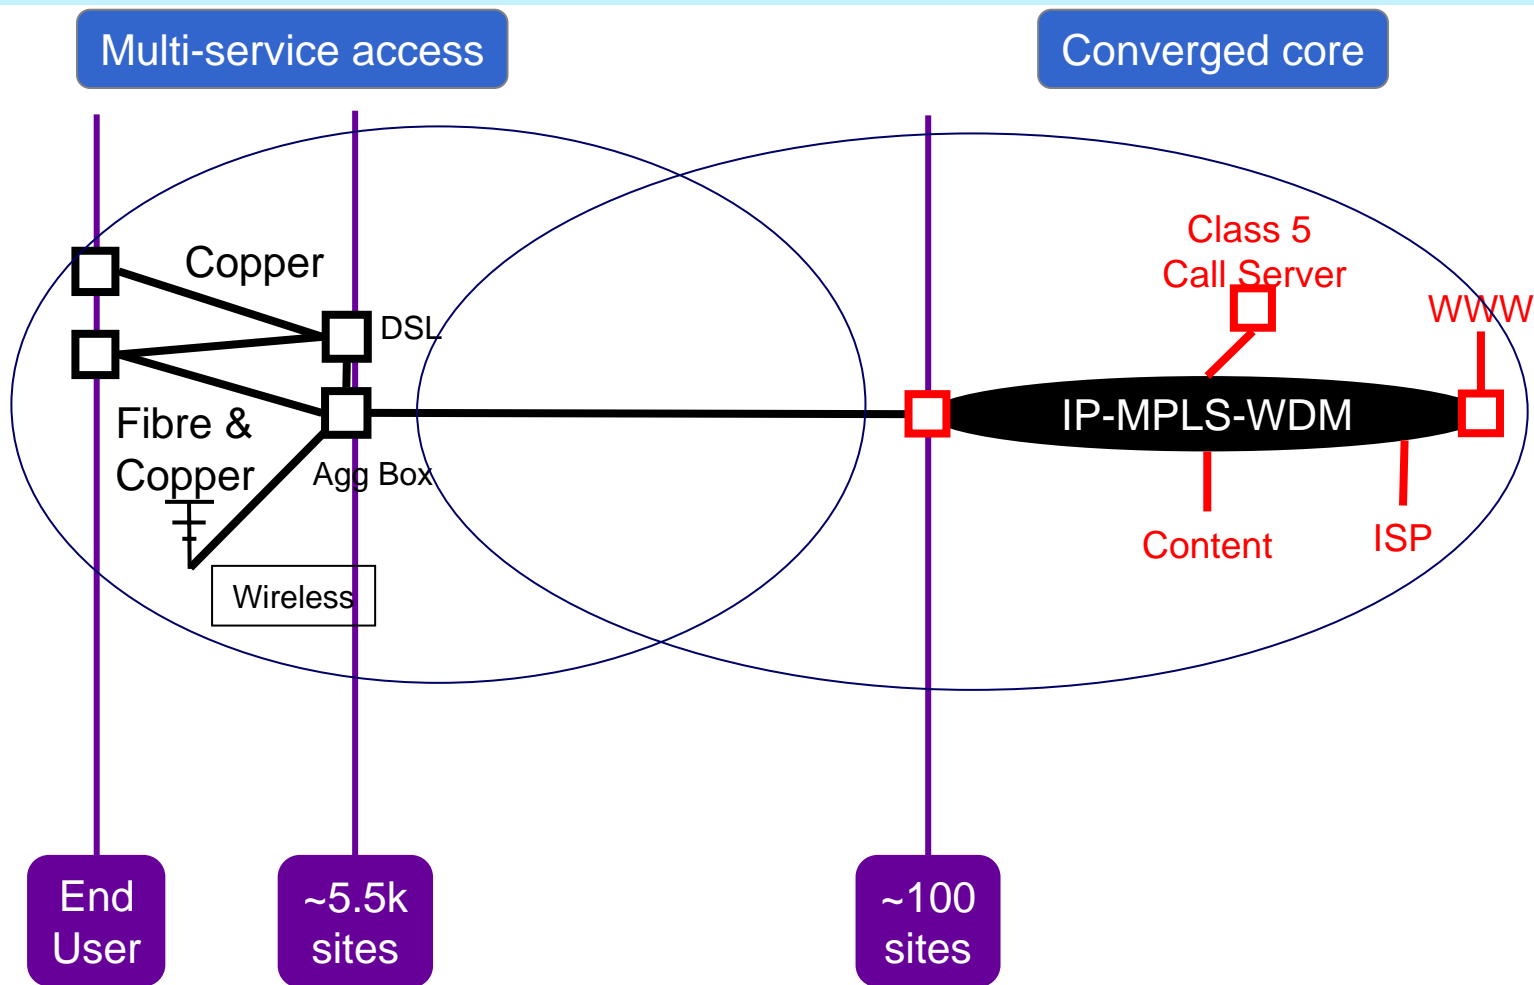 Multi-service access
Converged core
Copper
DSL
Fibre &
Copper
Agg Box
Wireless
Class 5
Call Server
WWW
IP-MPLS-WDM
Content
ISP
End
User
~5.5k
sites
~100
sites